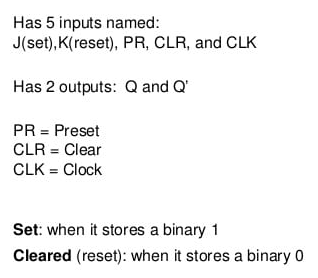 Has 5 inputs named:
J(set),K(reset), PR, CLR, and CLK
Has 2 outputs: Q and Q'
PR = Preset
CLR = Clear
CLK = Clock
Set: when it stores a binary 1
Cleared (reset): when it stores a binary 0